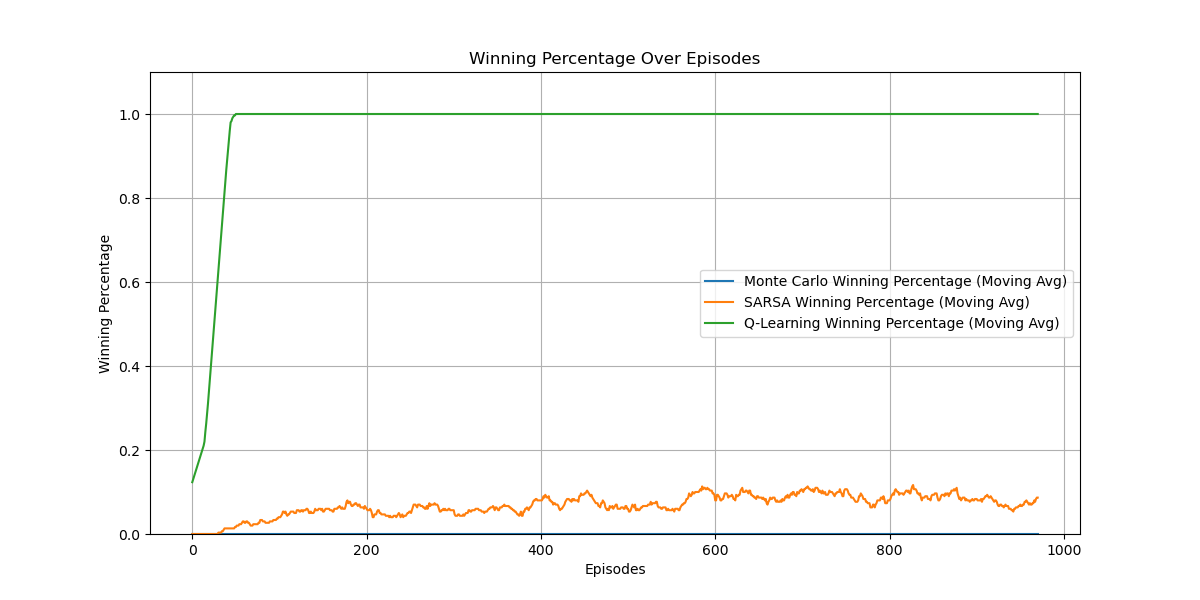 Winning Percentage Over Episodes
Winning Percentage
1.0
0.8
0.6
0.4
0.2
0.0
Monte Carlo Winning Percentage (Moving Avg)
SARSA Winning Percentage (Moving Avg)
Q-Learning Winning Percentage (Moving Avg)
0 200 400 600 800 1000
Episodes